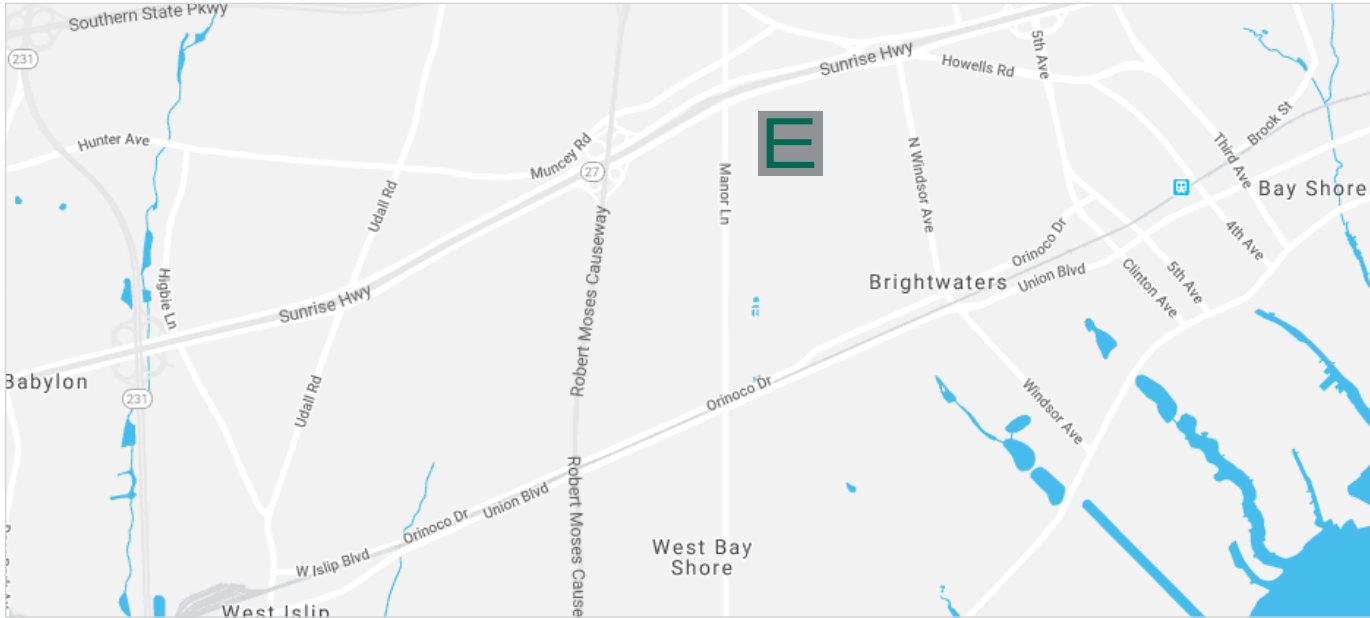 Southern State Pkwy
231
5th Ave
Sunrise Hwy
Howells Rd
Brook St
Hunter Ave
Muncey Rd
27
E
Manor Ln
N Windsor Ave
Third Ave
Bay Shore
Udall Rd
4th Ave
Orinoco Dr
Union Blvd
5th Ave
Clinton Ave
Brightwaters
Higbie Ln
Sunrise Hwy
Robert Moses Causeway
Babylon
231
Udall Rd
Orinoco Dr
Windsor Ave
Robert Moses Cause
Union Blvd
Orinoco Dr
W Islip Blvd
West Bay
Shore
West Islip